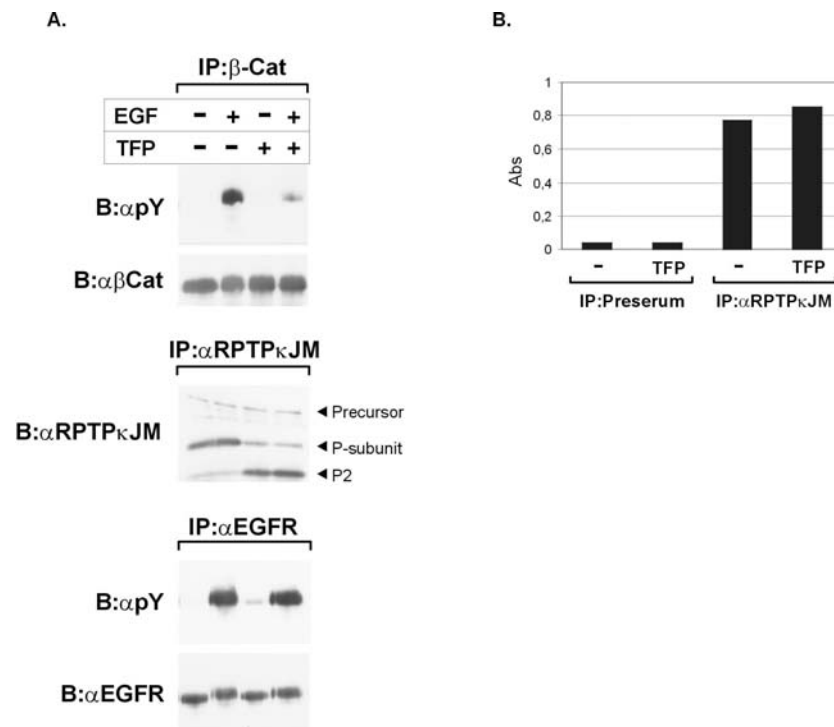 A.
IP:β-Cat
EGF - + - +
TFP - - + +
B:αpY
B:αβCat
IP:αRPTPκJM
B:αRPTPκJM
◄ Precursor
◄ P-subunit
◄ P2
IP:αEGFR
B:αpY
B:αEGFR
B.
Abs
1
0,8
0,6
0,4
0,2
0
- TFP - TFP
IP:Preserum IP:αRPTPκJM